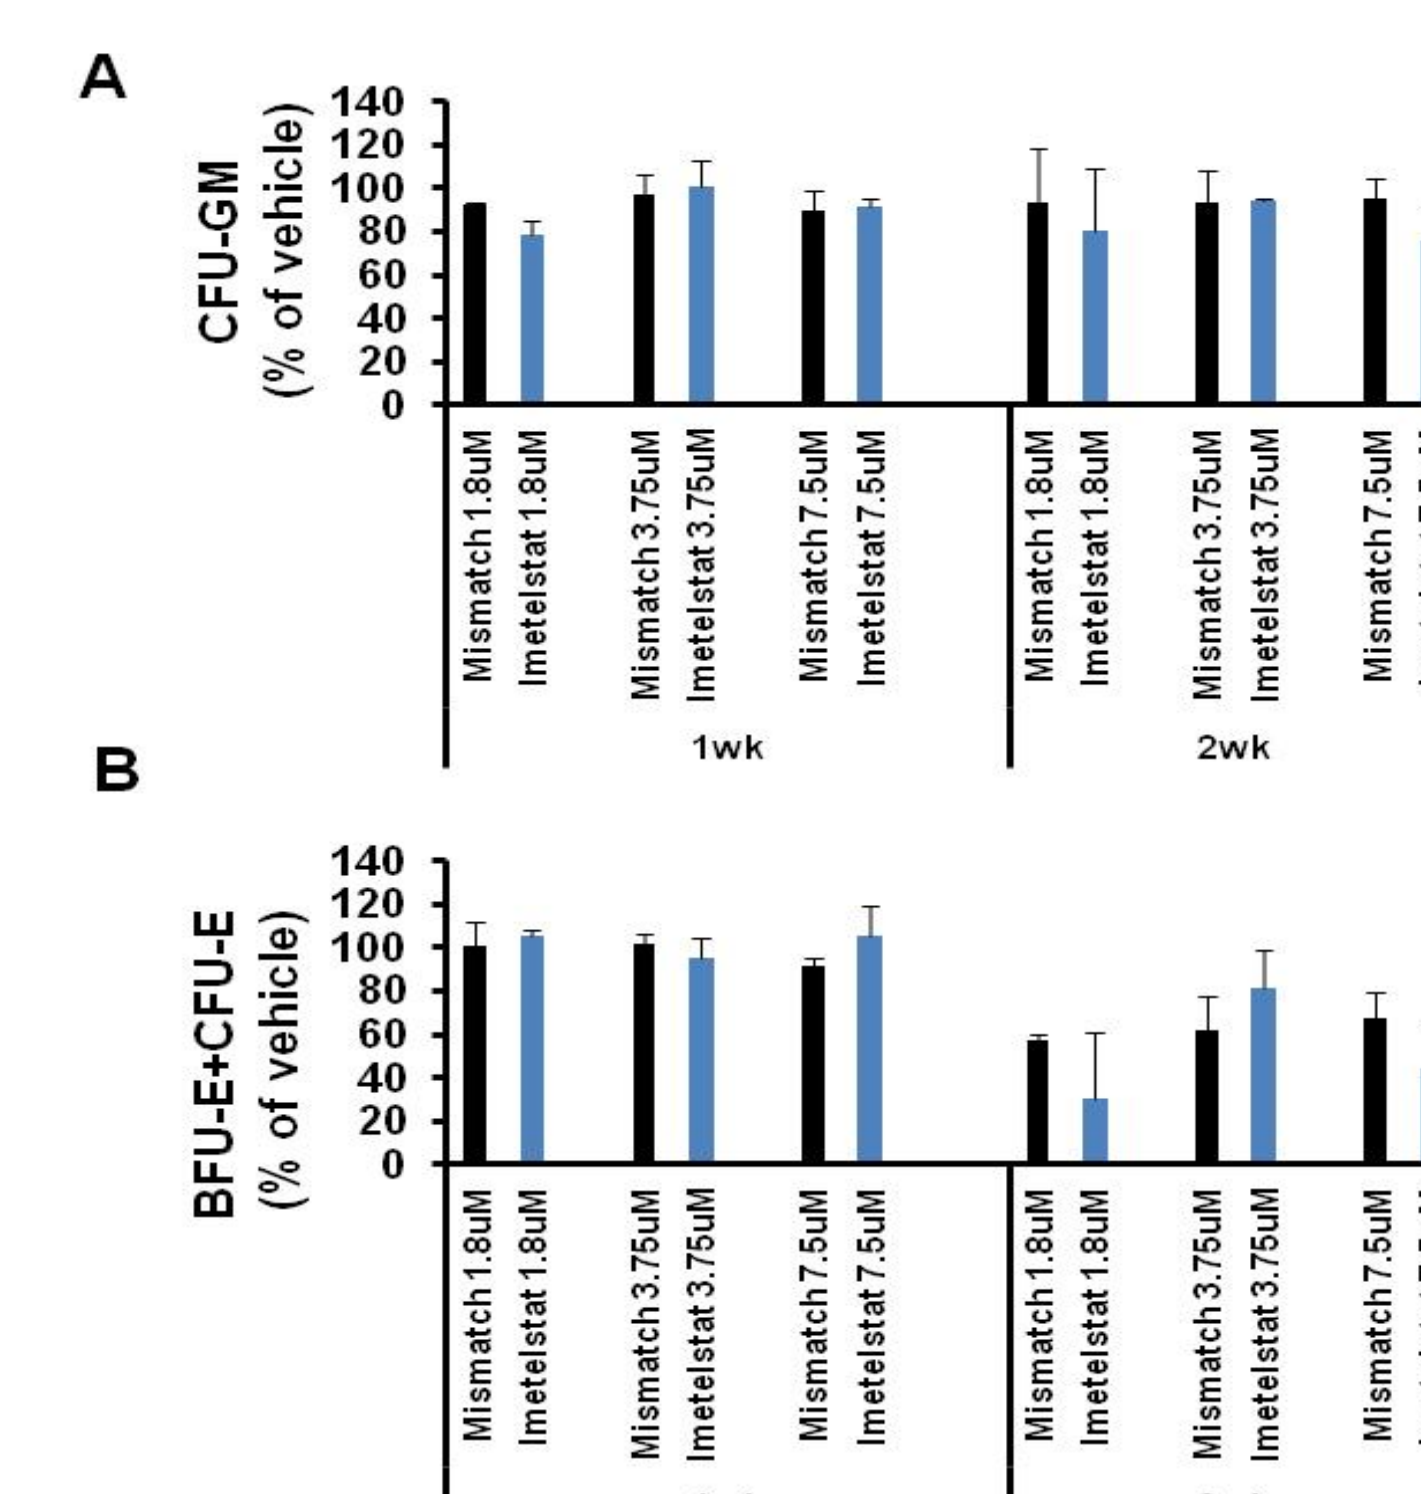 A
CFU-GM
(% of vehicle)
140
120
100
80
60
40
20
0
Mismatch 1.8uM
Imetelstat 1.8uM
Mismatch 3.75uM
Imetelstat 3.75uM
Mismatch 7.5uM
Imetelstat 7.5uM
Mismatch 1.8uM
Imetelstat 1.8uM
Mismatch 3.75uM
Imetelstat 3.75uM
Mismatch 7.5uM
1wk
2wk
B
BFU-E+CFU-E
(% of vehicle)
140
120
100
80
60
40
20
0
Mismatch 1.8uM
Imetelstat 1.8uM
Mismatch 3.75uM
Imetelstat 3.75uM
Mismatch 7.5uM
Imetelstat 7.5uM
Mismatch 1.8uM
Imetelstat 1.8uM
Mismatch 3.75uM
Imetelstat 3.75uM
Mismatch 7.5uM